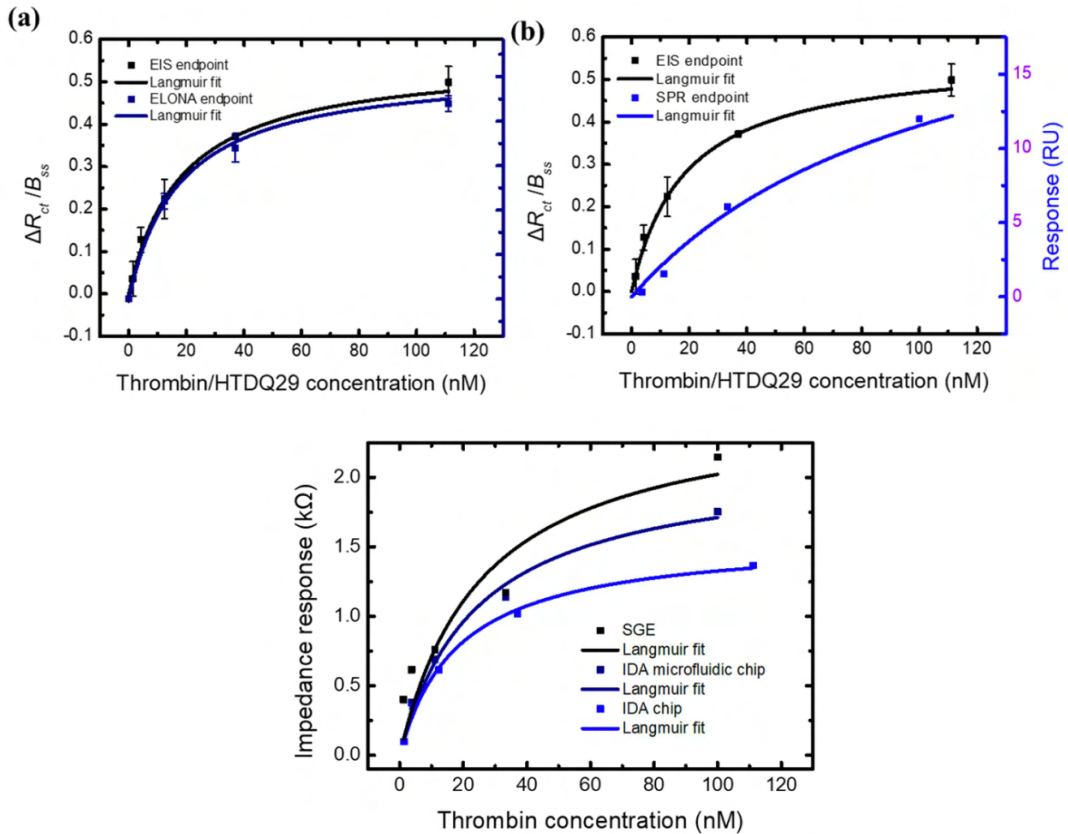 (a)
0.6
0.5
0.4
0.3
0.2
0.1
0.0
-0.1
ΔRct /Bss
EIS endpoint
Langmuir fit
ELONA endpoint
Langmuir fit
0 20 40 60 80 100 120
Thrombin/HTDQ29 concentration (nM)
(b)
0.6
0.5
0.4
0.3
0.2
0.1
0.0
-0.1
ΔRct /Bss
EIS endpoint
Langmuir fit
SPR endpoint
Langmuir fit
15
10
5
0
Response (RU)
0 20 40 60 80 100 120
Thrombin/HTDQ29 concentration (nM)
2.0
1.5
1.0
0.5
0.0
Impedance response (kΩ)
SGE
Langmuir fit
IDA microfluidic chip
Langmuir fit
IDA chip
Langmuir fit
0 20 40 60 80 100 120
Thrombin concentration (nM)